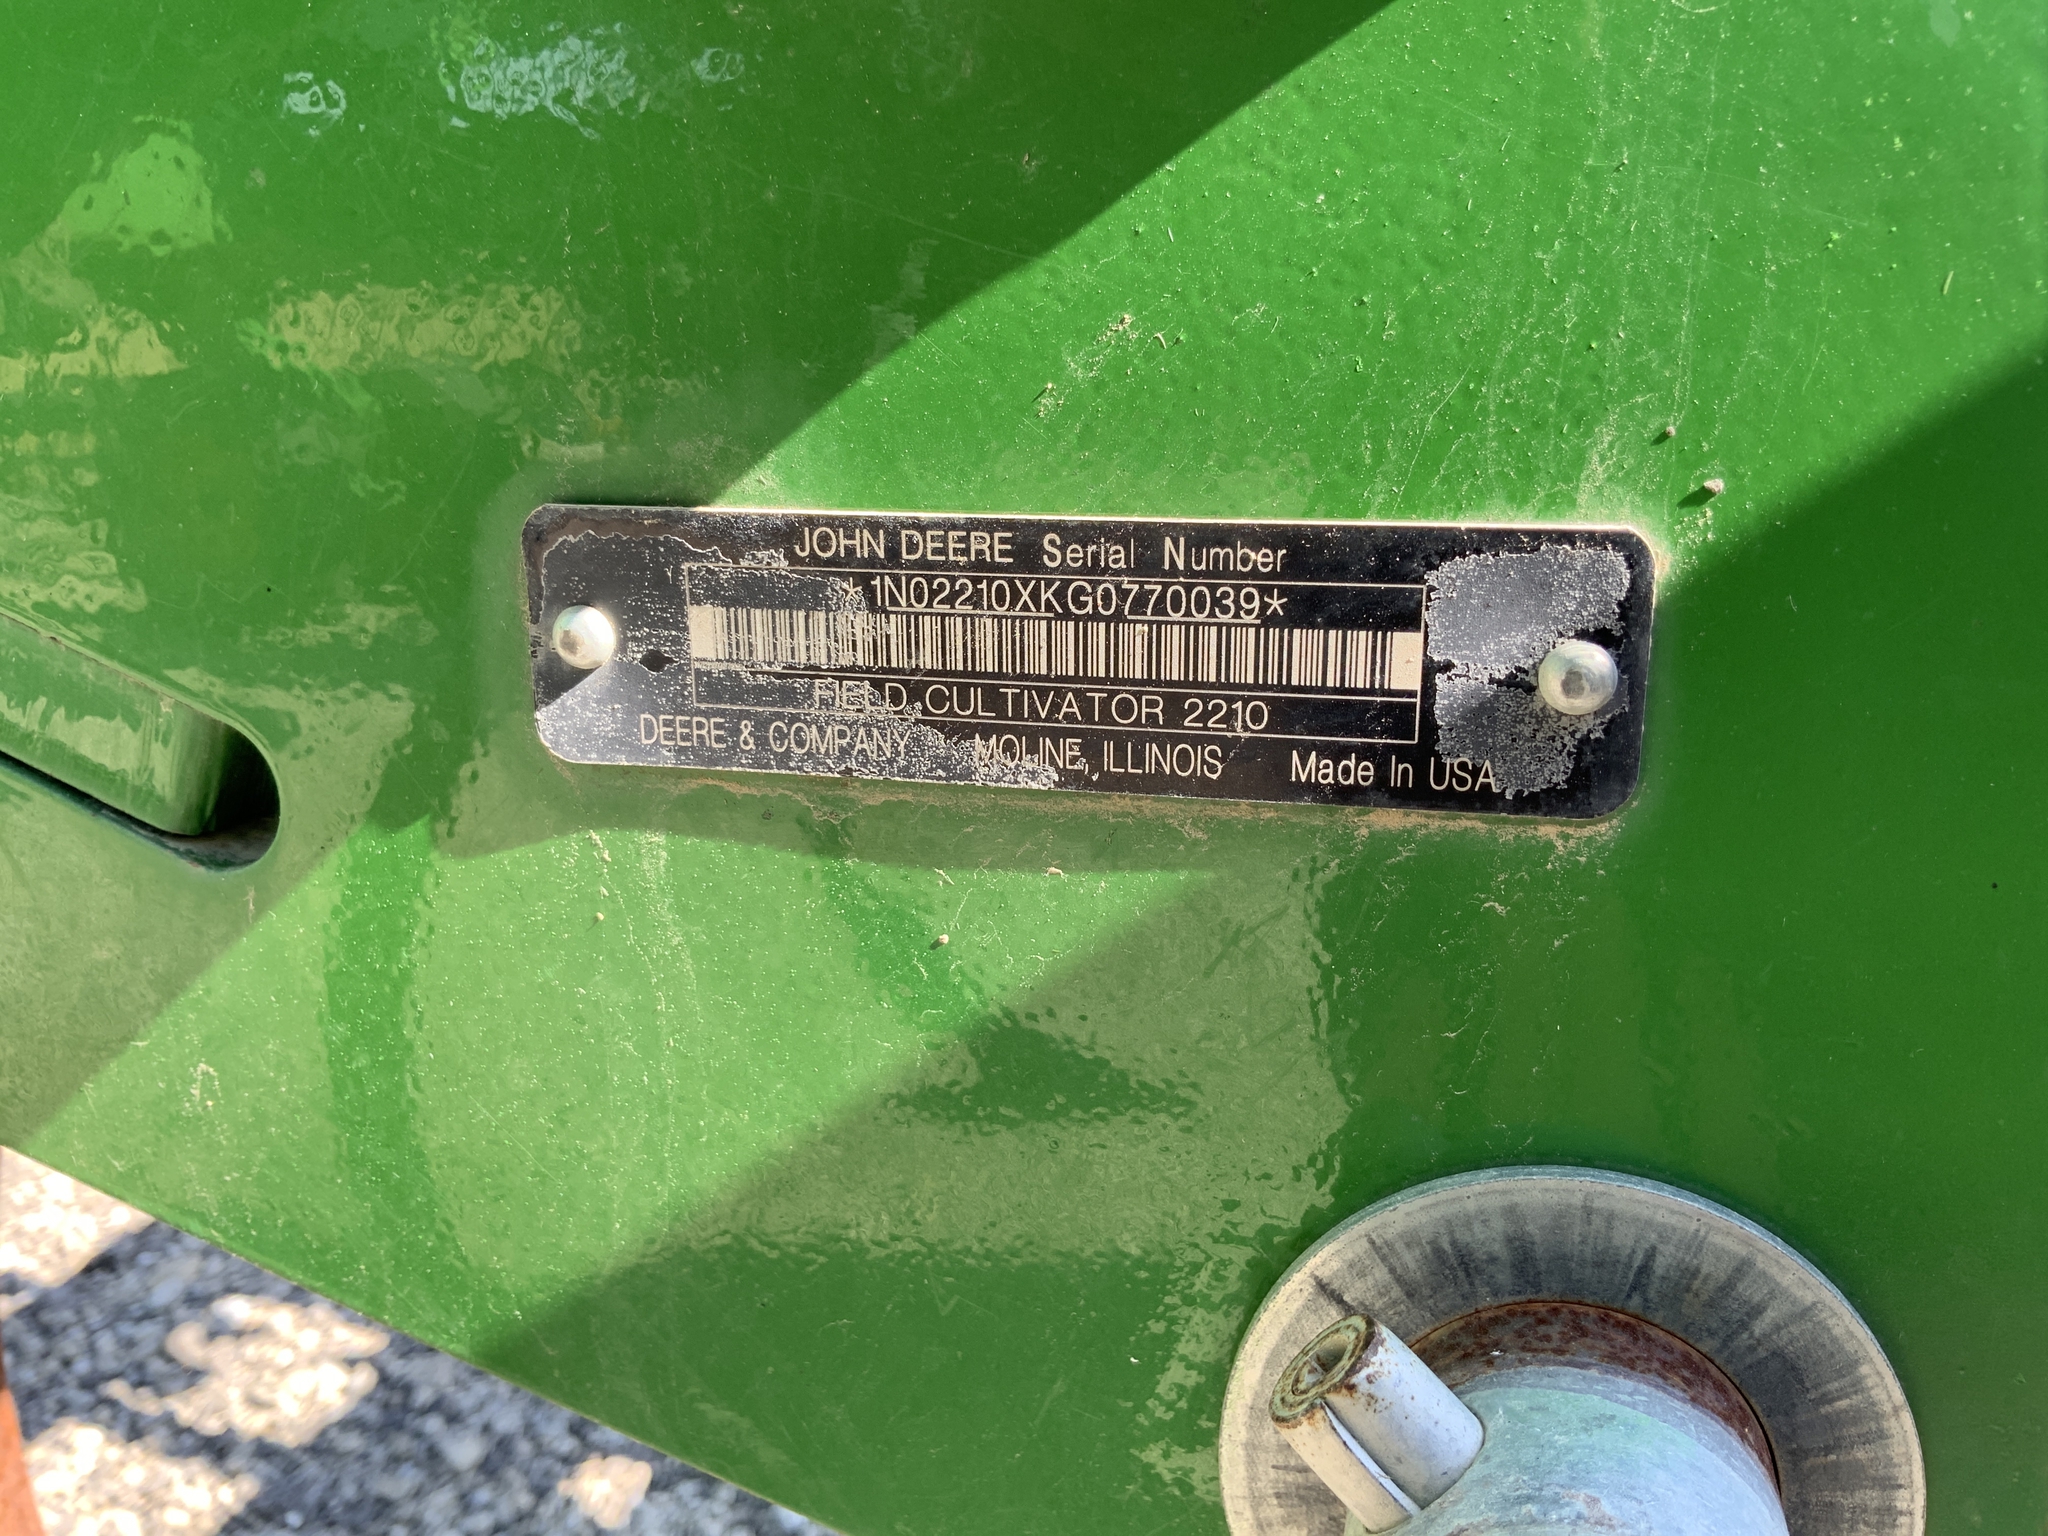 JOHN DEERE Serial Number
*1N02210XKG0770039*
FIELD CULTIVATOR 2210
DEERE & COMPANY MOLINE, ILLINOIS Made In USA